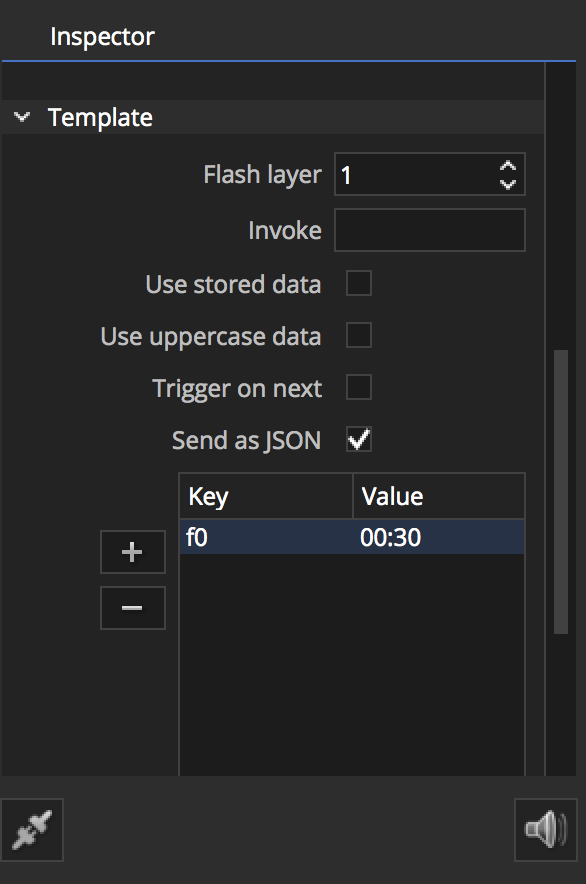 Inspector
Template
Flash layer 1
Invoke
Use stored data
Use uppercase data
Trigger on next
Send as JSON
Key Value
f0 00:30